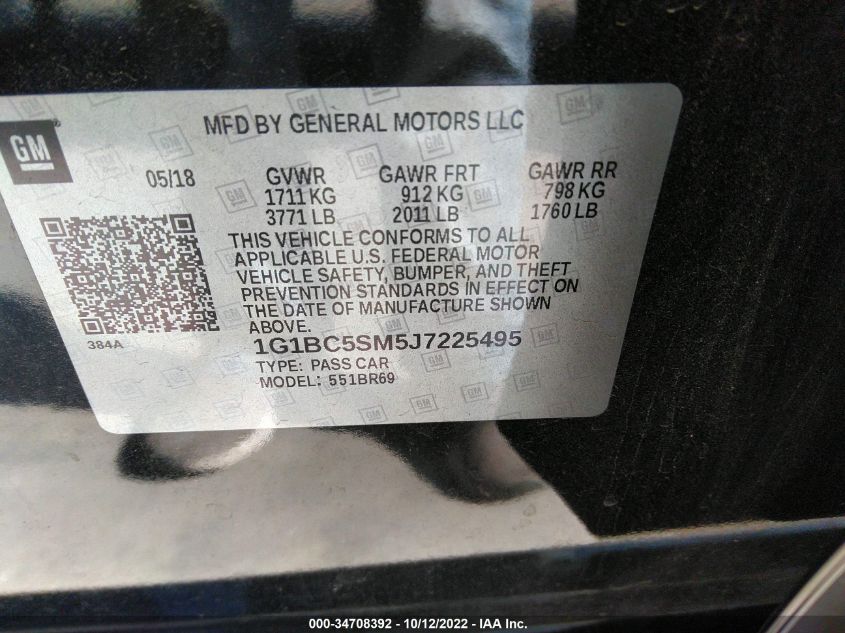 GM
MFD BY GENERAL MOTORS LLC
05/18 GVWR GAWR FRT GAWR RR
1711 KG 912 KG 798 KG
3771 LB 2011 LB 1760 LB
THIS VEHICLE CONFORMS TO ALL
APPLICABLE U.S. FEDERAL MOTOR
VEHICLE SAFETY, BUMPER, AND THEFT
PREVENTION STANDARDS IN EFFECT ON
THE DATE OF MANUFACTURE SHOWN
ABOVE.
384A
1G1BC5SM5J7225495
TYPE: PASS CAR
MODEL: 551BR69
000-34708392 - 10/12/2022 - IAA Inc.